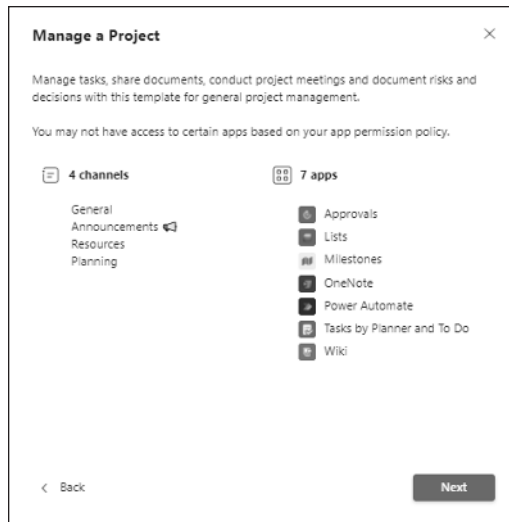 Manage a Project
Manage tasks, share documents, conduct project meetings and document risks and
decisions with this template for general project management.
You may not have access to certain apps based on your app permission policy.
4 channels
General
Announcements
Resources
Planning
7 apps
Approvals
Lists
Milestones
OneNote
Power Automate
Tasks by Planner and To Do
Wiki
Back
Next